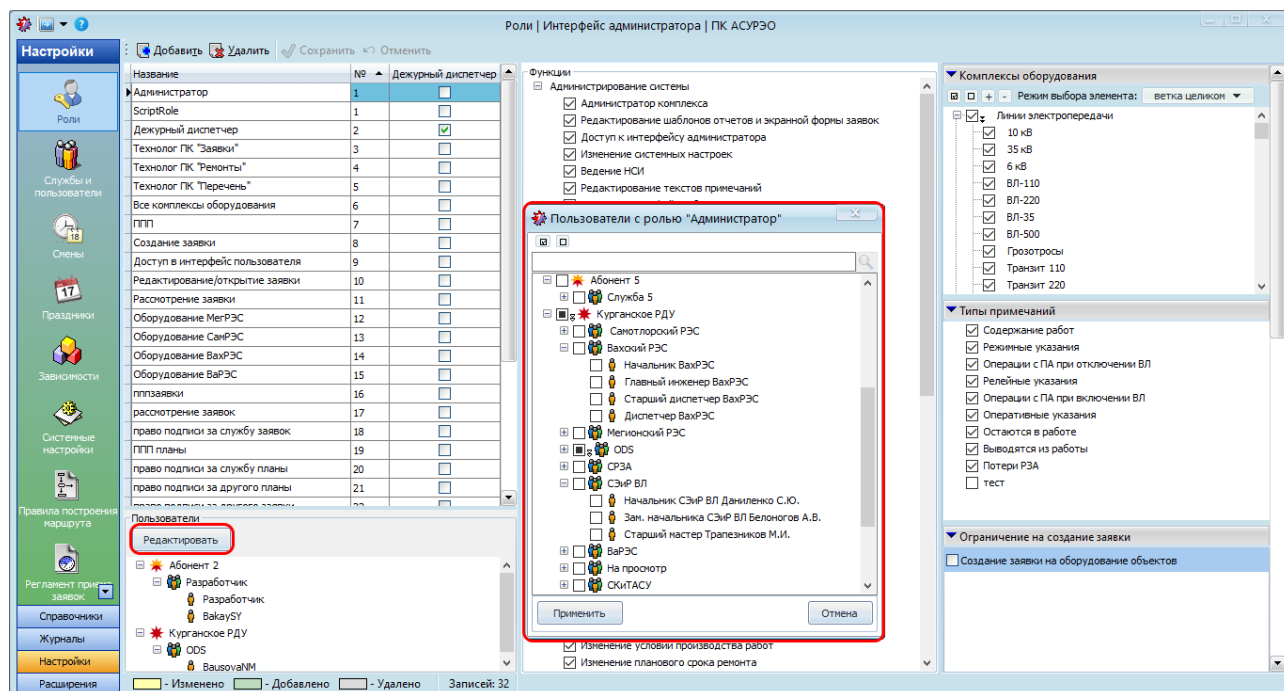 Роли | Интерфейс администратора | ПК АСУРЭО
Настройки
Добавить Удалить Сохранить Отменить
Роли
Службы и
пользователи
18
Смены
17
Праздники
Зависимости
Системные
настройки
Правила построения
маршрута
Регламент
заявок
Справочники
Журналы
Настройки
Расширения
Название № Дежурный диспетчер
Администратор 1
ScriptRole 1
Дежурный диспетчер 2
Технолог ПК "Заявки" 3
Технолог ПК "Ремонты" 4
Технолог ПК "Перечень" 5
Все комплексы оборудования 6
ППП 7
Создание заявки 8
Доступ в интерфейс пользователя 9
Редактирование/открытие заявки 10
Рассмотрение заявки 11
Оборудование МегРЭС 12
Оборудование СамРЭС 13
Оборудование ВахРЭС 14
Оборудование ВаРЭС 15
пппзаявки 16
рассмотрение заявок 17
право подписи за службу заявок 18
ППП планы 19
право подписи за службу планы 20
право подписи за другого планы 21
Пользователи
Редактировать
Абонент 2
Разработчик
Разработчик
BakaySY
Курганское РДУ
ODS
BausovaNM
- Изменено - Добавлено - Удалено Записей: 32
Функции
Администрирование системы
Администратор комплекса
Редактирование шаблонов отчетов и экранной формы заявок
Доступ к интерфейсу администратора
Изменение системных настроек
Ведение НСИ
Редактирование текстов примечаний
Пользователи с ролью "Администратор"
Абонент 5
Служба 5
Курганское РДУ
Самотлорский РЭС
Вахский РЭС
Начальник ВахРЭС
Главный инженер ВахРЭС
Старший диспетчер ВахРЭС
Диспетчер ВахРЭС
Мегионский РЭС
ODS
СРЗА
СЭиР ВЛ
Начальник СЭиР ВЛ Даниленко С.Ю.
Зам. начальника СЭиР ВЛ Белоногов А.В.
Старший мастер Трапезников М.И.
ВаРЭС
На просмотр
СКиТАСУ
Применить Отмена
Изменение условий производства работ
Изменение планового срока ремонта
Комплексы оборудования
Режим выбора элемента: ветка целиком
Линии электропередачи
10 кВ
35 кВ
6 кВ
ВЛ-110
ВЛ-220
ВЛ-35
ВЛ-500
Грозотросы
Транзит 110
Транзит 220
Типы примечаний
Содержание работ
Режимные указания
Операции с ПА при отключении ВЛ
Релейные указания
Операции с ПА при включении ВЛ
Оперативные указания
Остаются в работе
Выводятся из работы
Потери РЗА
тест
Ограничение на создание заявки
Создание заявки на оборудование объектов